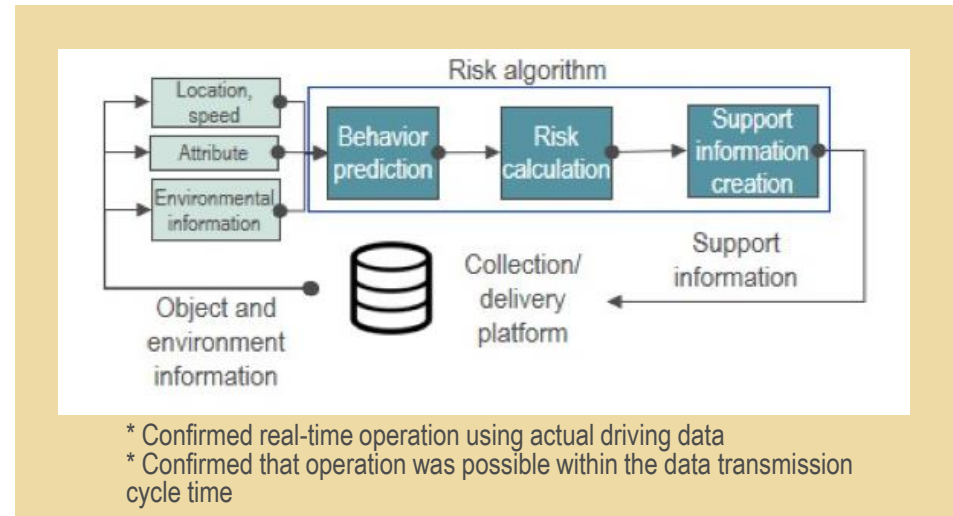 Risk algorithm
Location,
speed
Attribute
Environmental
information
Behavior
prediction
Risk
calculation
Support
information
creation
Support
information
Collection/
delivery
platform
Object and
environment
information
* Confirmed real-time operation using actual driving data
* Confirmed that operation was possible within the data transmission
cycle time